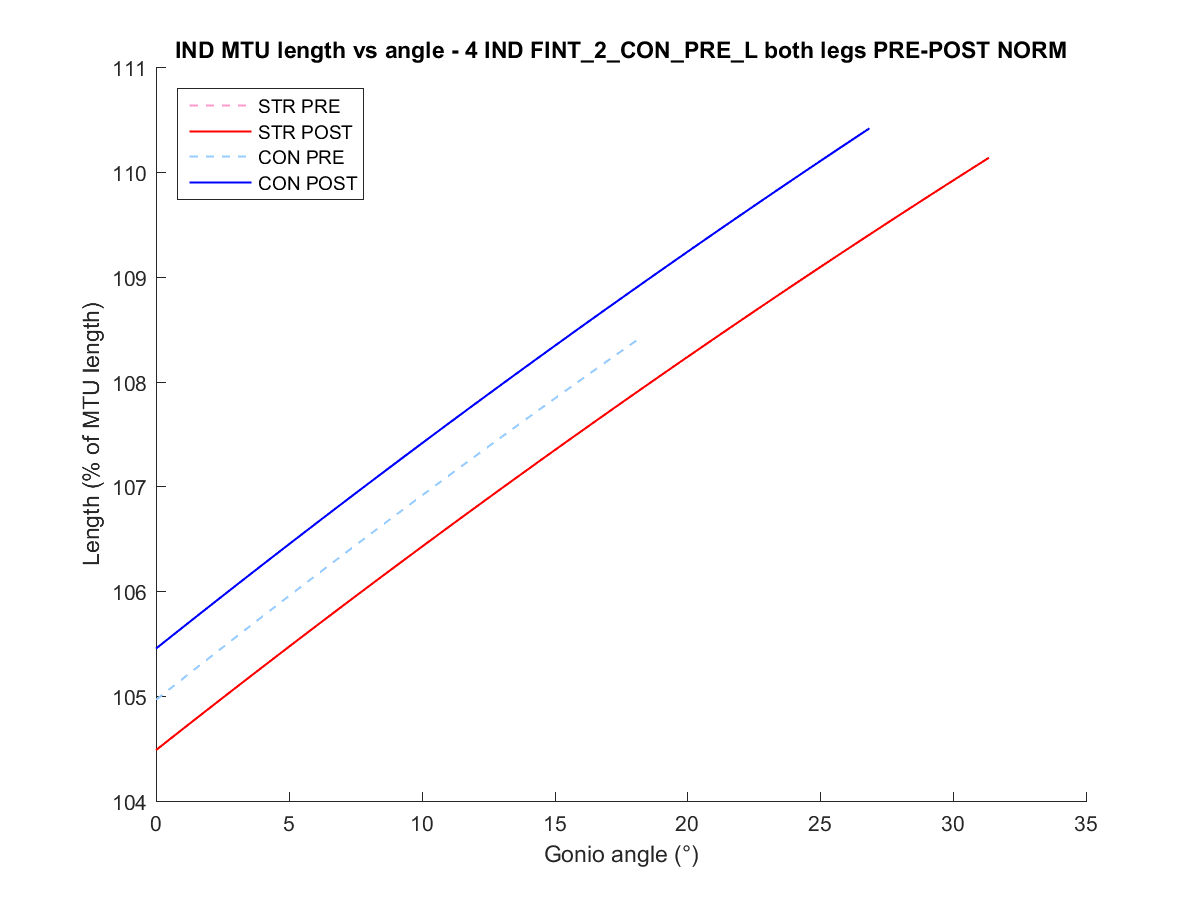 IND MTU length vs angle - 4 IND FINT_2_CON_PRE_L both legs PRE-POST NORM
111
110
109
108
107
106
105
104
Length (% of MTU length)
STR PRE
STR POST
CON PRE
CON POST
0 5 10 15 20 25 30 35
Gonio angle (°)